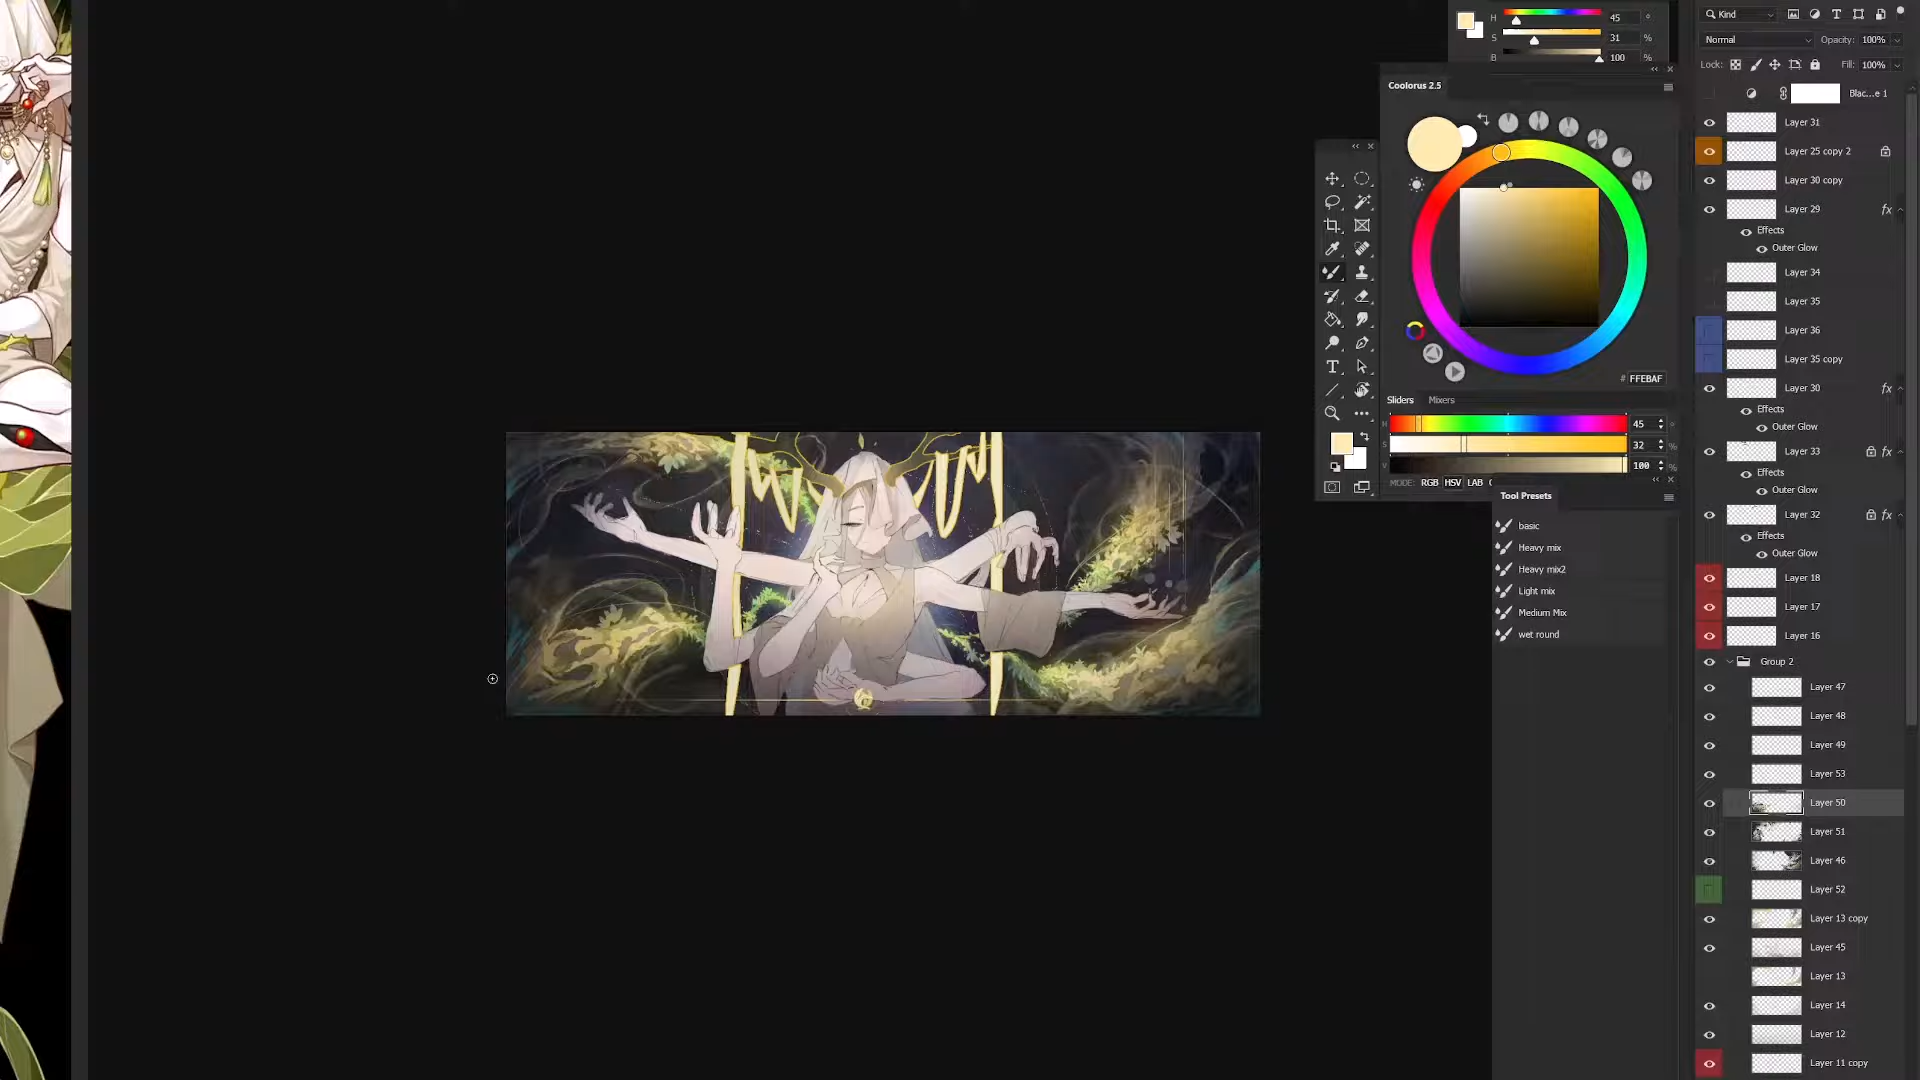 H 45 °
S 31 %
B 100 %
Coolorus 2.5
# FFEBAF
Sliders Mixers
H 45
S 32 %
V 100 %
MODE: RGB HSV LAB
Tool Presets
basic
Heavy mix
Heavy mix2
Light mix
Medium Mix
wet round
Kind
Normal Opacity: 100%
Lock: Fill: 100%
Blac...e 1
Layer 31
Layer 25 copy 2
Layer 30 copy
Layer 29 fx
Effects
Outer Glow
Layer 34
Layer 35
Layer 36
Layer 35 copy
Layer 30 fx
Effects
Outer Glow
Layer 33 fx
Effects
Outer Glow
Layer 32 fx
Effects
Outer Glow
Layer 18
Layer 17
Layer 16
Group 2
Layer 47
Layer 48
Layer 49
Layer 53
Layer 50
Layer 51
Layer 46
Layer 52
Layer 13 copy
Layer 45
Layer 13
Layer 14
Layer 12
Layer 11 copy